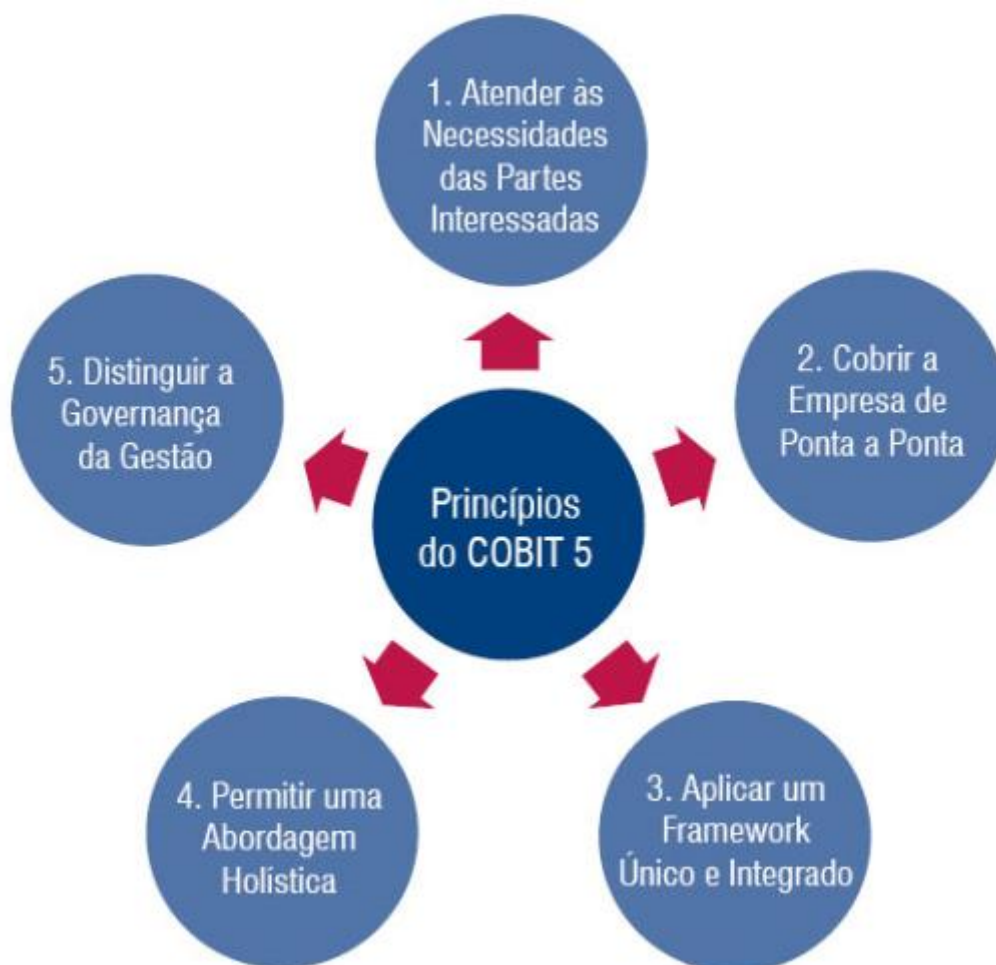 1. Atender às
Necessidades
das Partes
Interessadas
2. Cobrir a
Empresa de
Ponta a Ponta
3. Aplicar um
Framework
Único e Integrado
4. Permitir uma
Abordagem
Holística
5. Distinguir a
Governança
da Gestão
Princípios
do COBIT 5